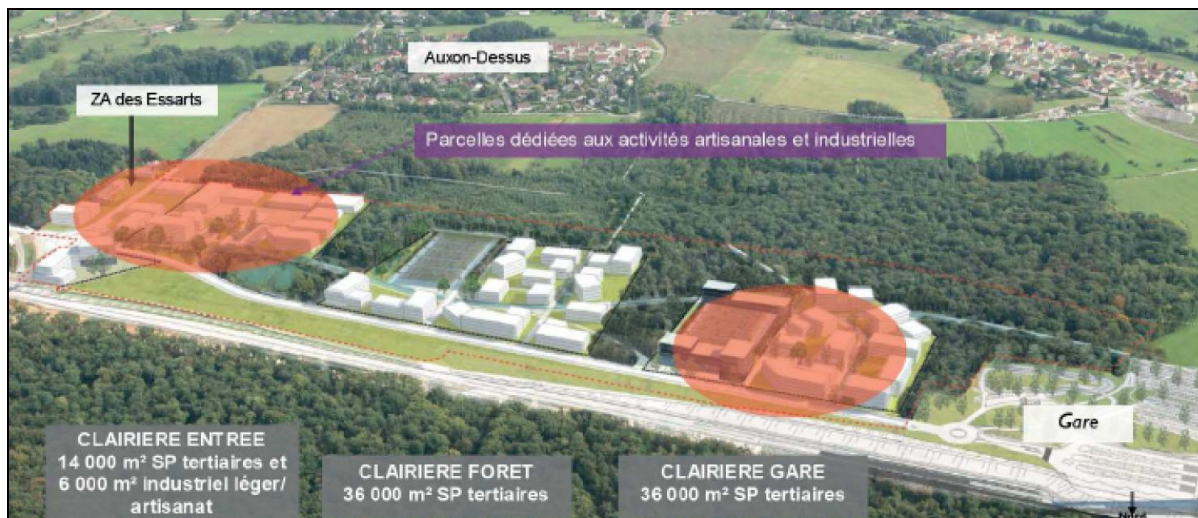 Auxon-Dessus
ZA des Essarts
Parcelles dédiées aux activités artisanales et industrielles
Gare
CLAIRIERE ENTREE
14 000 m² SP tertiaires et
6 000 m² industriel léger/
artisanat
CLAIRIERE FORET
36 000 m² SP tertiaires
CLAIRIERE GARE
36 000 m² SP tertiaires
Nord